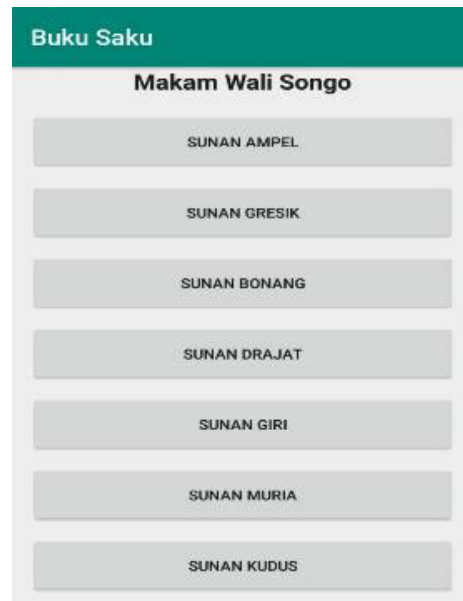 Buku Saku
Makam Wali Songo
SUNAN AMPEL
SUNAN GRESIK
SUNAN BONANG
SUNAN DRAJAT
SUNAN GIRI
SUNAN MURIA
SUNAN KUDUS